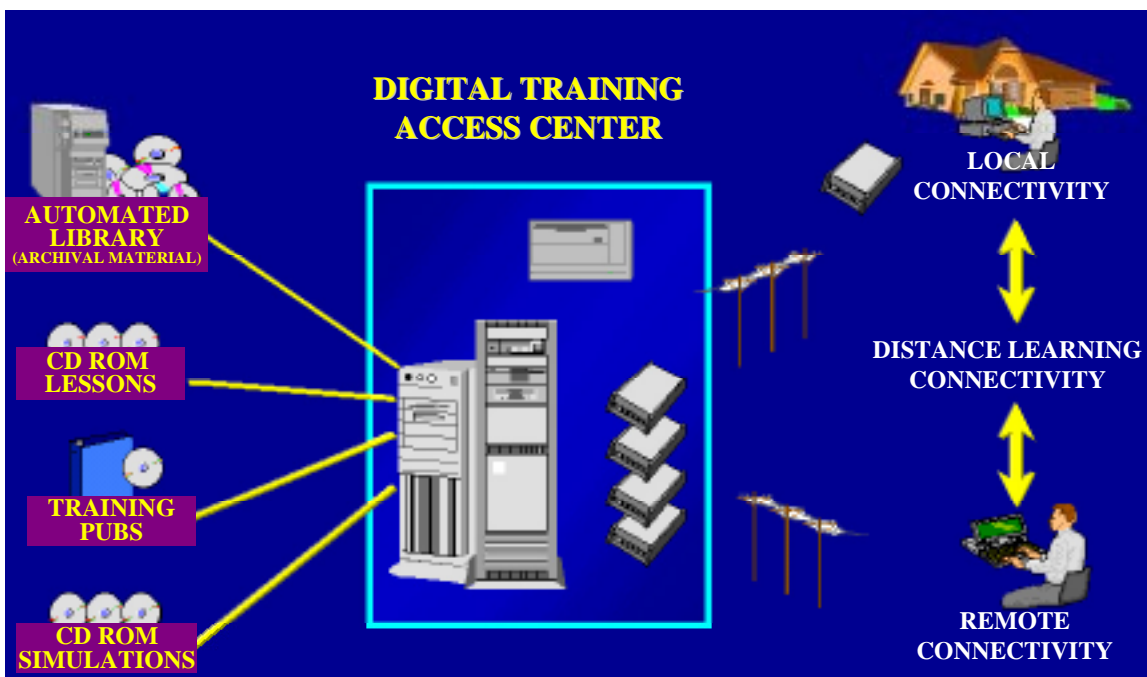 DIGITAL TRAINING
ACCESS CENTER
AUTOMATED
LIBRARY
(ARCHIVAL MATERIAL)
CD ROM
LESSONS
TRAINING
PUBS
CD ROM
SIMULATIONS
LOCAL
CONNECTIVITY
DISTANCE LEARNING
CONNECTIVITY
REMOTE
CONNECTIVITY